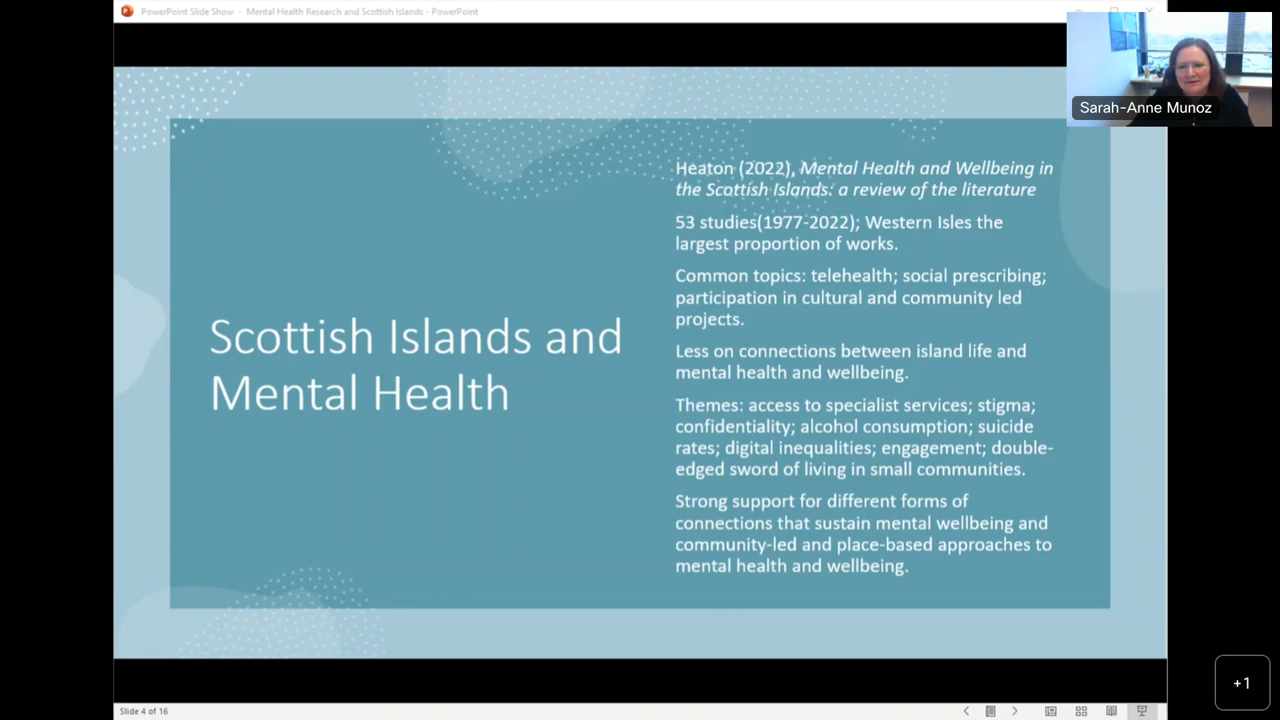 PowerPoint Slide Show - Mental Health Research and Scottish Islands - PowerPoint
Sarah-Anne Munoz
Scottish Islands and
Mental Health
Heaton (2022), Mental Health and Wellbeing in
the Scottish Islands: a review of the literature
53 studies(1977-2022); Western Isles the
largest proportion of works.
Common topics: telehealth; social prescribing;
participation in cultural and community led
projects.
Less on connections between island life and
mental health and wellbeing.
Themes: access to specialist services; stigma;
confidentiality; alcohol consumption; suicide
rates; digital inequalities; engagement; double-
edged sword of living in small communities.
Strong support for different forms of
connections that sustain mental wellbeing and
community-led and place-based approaches to
mental health and wellbeing.
+1
Slide 4 of 16